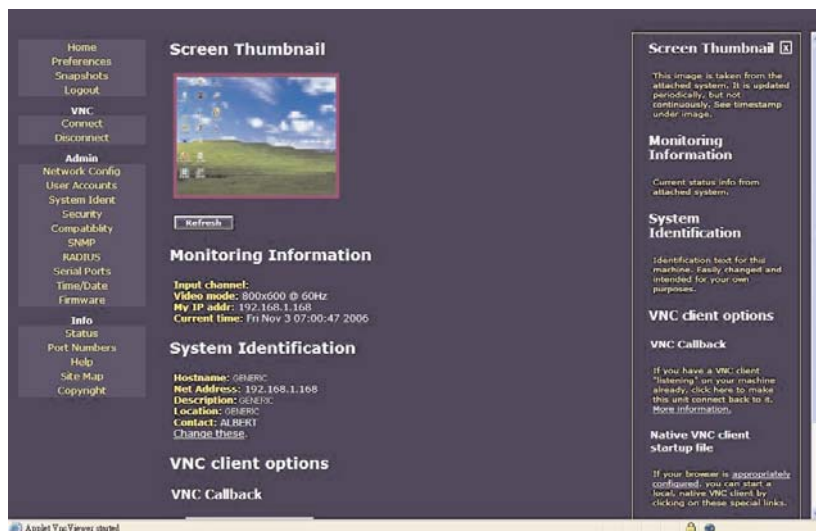 Home
Preferences
Snapshots
Logout
VNC
Connect
Disconnect
Admin
Network Config
User Accounts
System Ident
Security
Compatiblity
SNMP
RADIUS
Serial Ports
Time/Date
Firmware
Info
Status
Port Numbers
Help
Site Map
Copyright
Screen Thumbnail
Refresh
Monitoring Information
Input channel:
Video mode: 800x600 @ 60Hz
My IP addr: 192.168.1.168
Current time: Fri Nov 3 07:00:47 2006
System Identification
Hostname: GENERIC
Net Address: 192.168.1.168
Description: GENERIC
Location: GENERIC
Contact: ALBERT
Change these.
VNC client options
VNC Callback
Screen Thumbnail x
This image is taken from the
attached system. It is updated
periodically, but not
continuously. See timestamp
under image.
Monitoring
Information
Current status info from
attached system.
System
Identification
Identification text for this
machine. Easily changed and
intended for your own
purposes.
VNC client options
VNC Callback
If you have a VNC client
"listening" on your machine
already, click here to make
this unit connect back to it.
More information.
Native VNC client
startup file
If your browser is appropriately
configured, you can start a
local, native VNC client by
clicking on these special links.
Applet VncViewer started